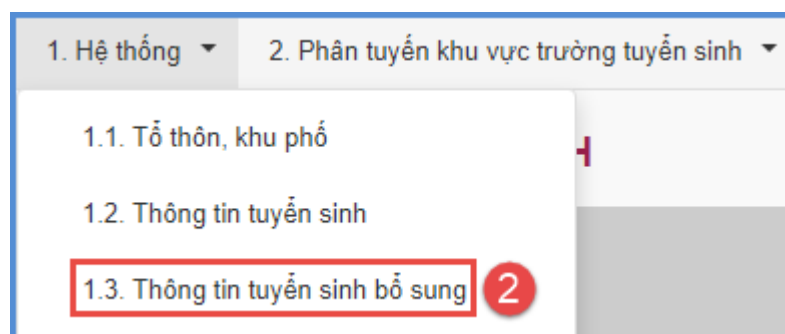 1. Hệ thống 2. Phân tuyến khu vực trường tuyển sinh
1.1. Tổ thôn, khu phố
H
1.2. Thông tin tuyển sinh
1.3. Thông tin tuyển sinh bổ sung 2